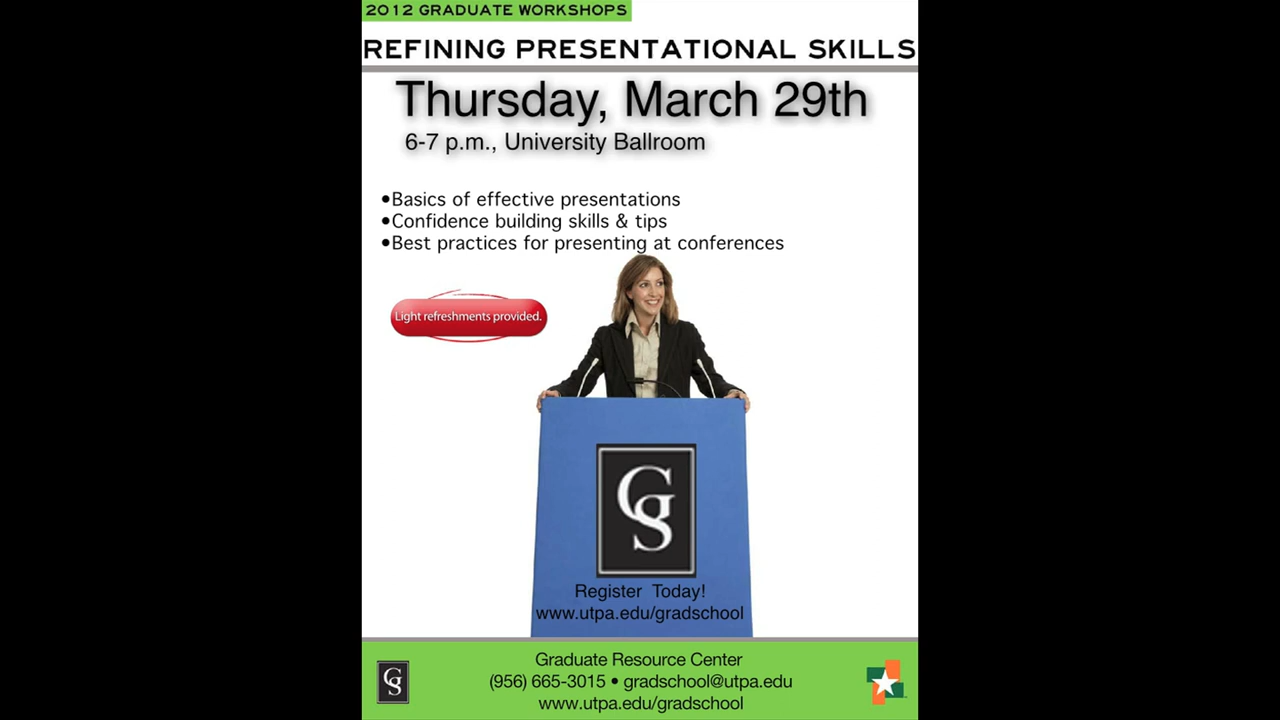 2012 GRADUATE WORKSHOPS
REFINING PRESENTATIONAL SKILLS
Thursday, March 29th
6-7 p.m., University Ballroom
•Basics of effective presentations
•Confidence building skills & tips
•Best practices for presenting at conferences
Light refreshments provided.
GS
Register Today!
www.utpa.edu/gradschool
Graduate Resource Center
GS
(956) 665-3015 • gradschool@utpa.edu
www.utpa.edu/gradschool